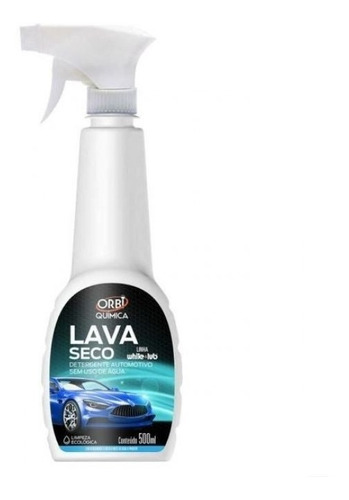 ORBI
QUÍMICA
LAVA
SECO
LINHA
white-lub
DETERGENTE AUTOMOTIVO
SEM USO DE ÁGUA
LIMPEZA
ECOLÓGICA
Conteúdo 500ml